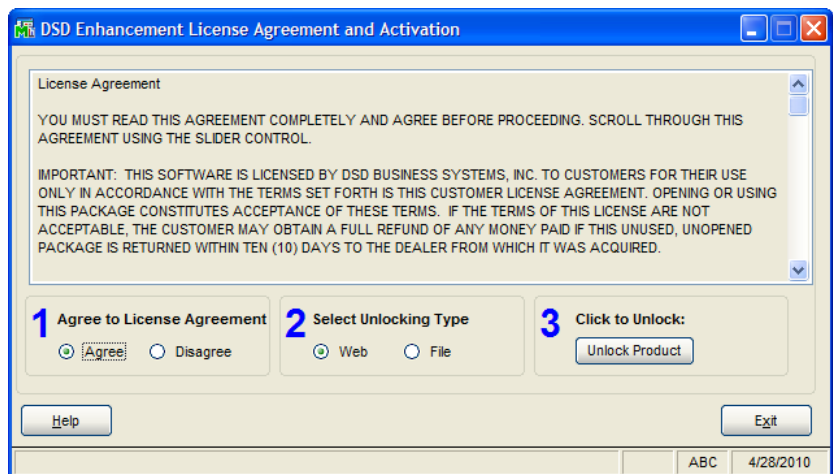 DSD Enhancement License Agreement and Activation
License Agreement
YOU MUST READ THIS AGREEMENT COMPLETELY AND AGREE BEFORE PROCEEDING. SCROLL THROUGH THIS
AGREEMENT USING THE SLIDER CONTROL.
IMPORTANT: THIS SOFTWARE IS LICENSED BY DSD BUSINESS SYSTEMS, INC. TO CUSTOMERS FOR THEIR USE
ONLY IN ACCORDANCE WITH THE TERMS SET FORTH IS THIS CUSTOMER LICENSE AGREEMENT. OPENING OR USING
THIS PACKAGE CONSTITUTES ACCEPTANCE OF THESE TERMS. IF THE TERMS OF THIS LICENSE ARE NOT
ACCEPTABLE, THE CUSTOMER MAY OBTAIN A FULL REFUND OF ANY MONEY PAID IF THIS UNUSED, UNOPENED
PACKAGE IS RETURNED WITHIN TEN (10) DAYS TO THE DEALER FROM WHICH IT WAS ACQUIRED.
1 Agree to License Agreement
Agree Disagree
2 Select Unlocking Type
Web File
3 Click to Unlock:
Unlock Product
Help Exit
ABC 4/28/2010